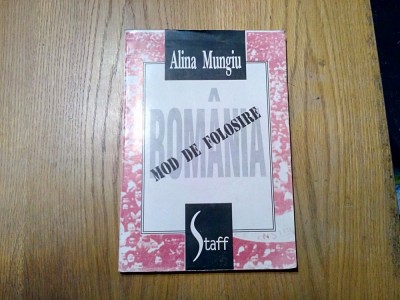 Alina Mungiu
ROMÂNIA
MOD DE FOLOSIRE
Staff